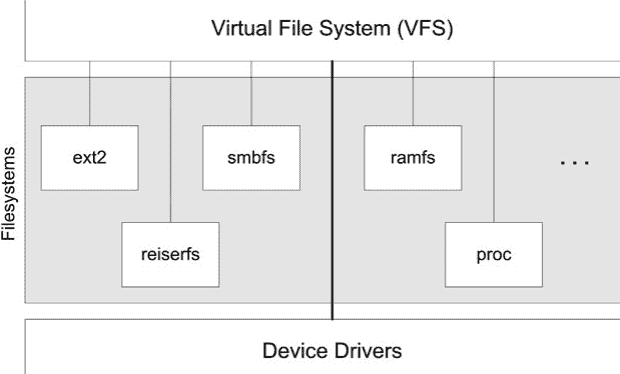 Virtual File System (VFS)
Filesystems
ext2
smbfs
ramfs
...
reiserfs
proc
Device Drivers